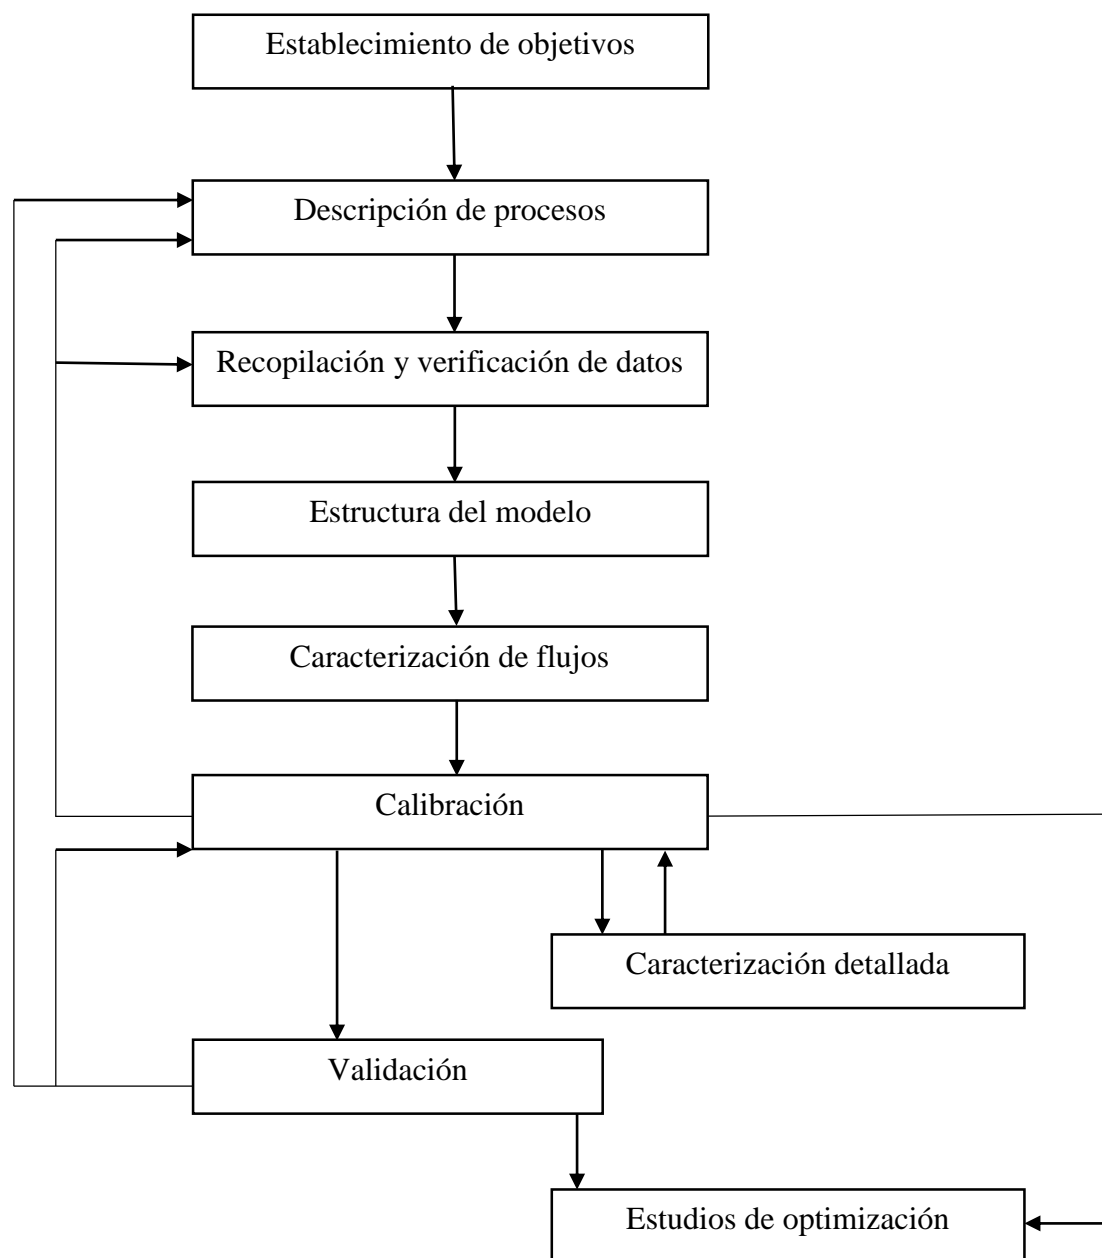 Establecimiento de objetivos
Descripción de procesos
Recopilación y verificación de datos
Estructura del modelo
Caracterización de flujos
Calibración
Caracterización detallada
Validación
Estudios de optimización